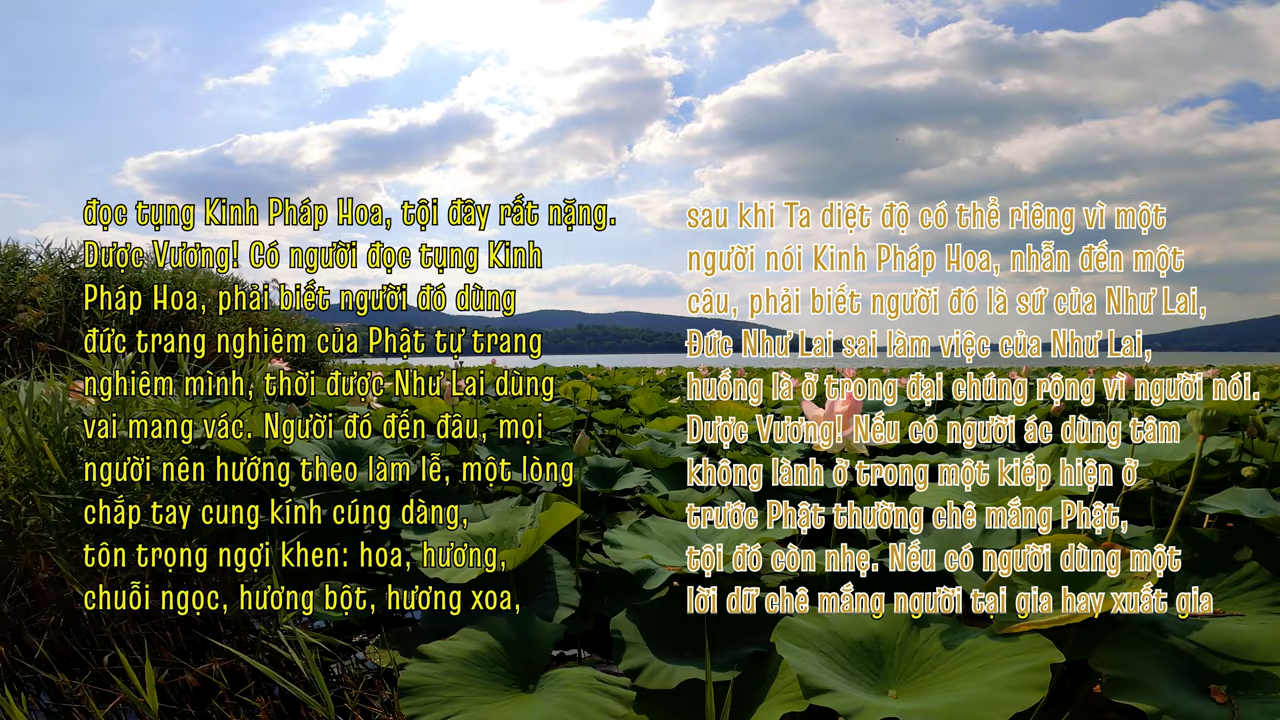 đọc tụng Kinh Pháp Hoa, tội đây rất nặng.
Dược Vương! Có người đọc tụng Kinh
Pháp Hoa, phải biết người đó dùng
đức trang nghiêm của Phật tự trang
nghiêm mình, thời được Như Lai dùng
vai mang vác. Người đó đến đâu, mọi
người nên hướng theo làm lễ, một lòng
chắp tay cung kính cúng dàng,
tôn trọng ngợi khen: hoa, hương,
chuỗi ngọc, hương bột, hương xoa,
sau khi Ta diệt độ có thể riêng vì một
người nói Kinh Pháp Hoa, nhẫn đến một
câu, phải biết người đó là sứ của Như Lai,
Đức Như Lai sai làm việc của Như Lai,
huống là ở trong đại chúng rộng vì người nói.
Dược Vương! Nếu có người ác dùng tâm
không lành ở trong một kiếp hiện ở
trước Phật thường chê mắng Phật,
tội đó còn nhẹ. Nếu có người dùng một
lời dữ chê mắng người tại gia hay xuất gia